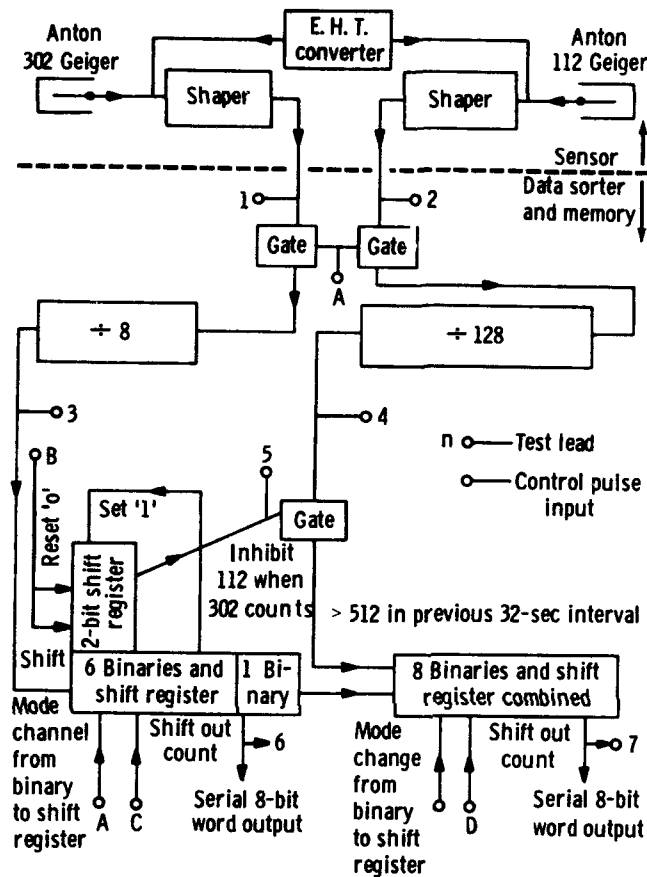 E. H. T.
converter
Anton
302 Geiger
Anton
112 Geiger
Shaper
Shaper
Sensor
Data sorter
and memory
1
2
Gate
Gate
A
÷ 8
÷ 128
3
4
B
5
n Test lead
Control pulse
input
Reset 'o'
Set '1'
Gate
2-bit shift
register
Inhibit
112 when
302 counts > 512 in previous 32-sec interval
Shift
6 Binaries and
shift register
1 Bi-
nary
8 Binaries and shift
register combined
Mode
channel
from
binary
to shift
register
Shift out
count
6
A
C
Serial 8-bit
word output
Mode
change
from
binary
to shift
register
Shift out
count
7
D
Serial 8-bit
word output